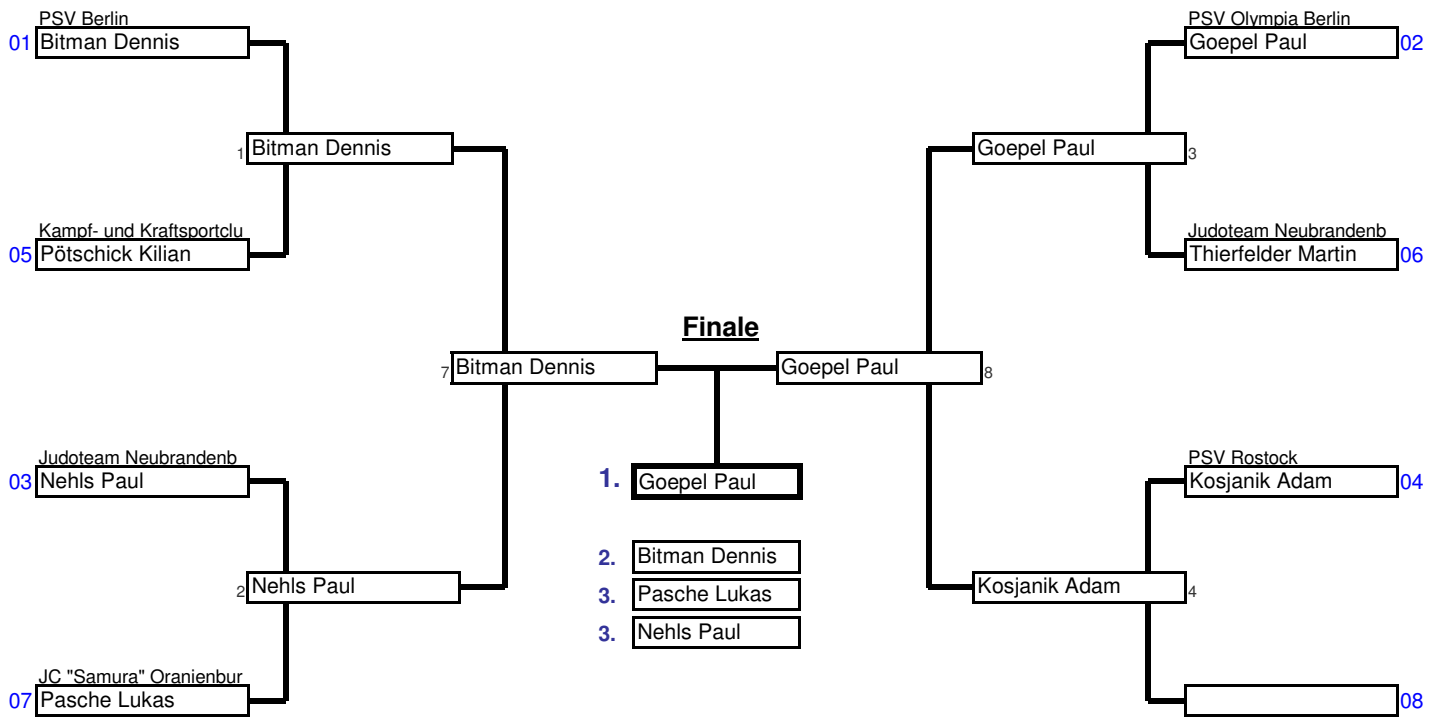 PSV Berlin
01 Bitman Dennis
PSV Olympia Berlin
Goepel Paul 02
1 Bitman Dennis
Goepel Paul 3
Kampf- und Kraftsportclu
05 Pötschick Kilian
Judoteam Neubrandenb
Thierfelder Martin 06
Finale
7 Bitman Dennis
Goepel Paul 8
Judoteam Neubrandenb
03 Nehls Paul
1. Goepel Paul
PSV Rostock
Kosjanik Adam 04
2. Bitman Dennis
3. Pasche Lukas
3. Nehls Paul
2 Nehls Paul
Kosjanik Adam 4
JC "Samura" Oranienbur
07 Pasche Lukas
08